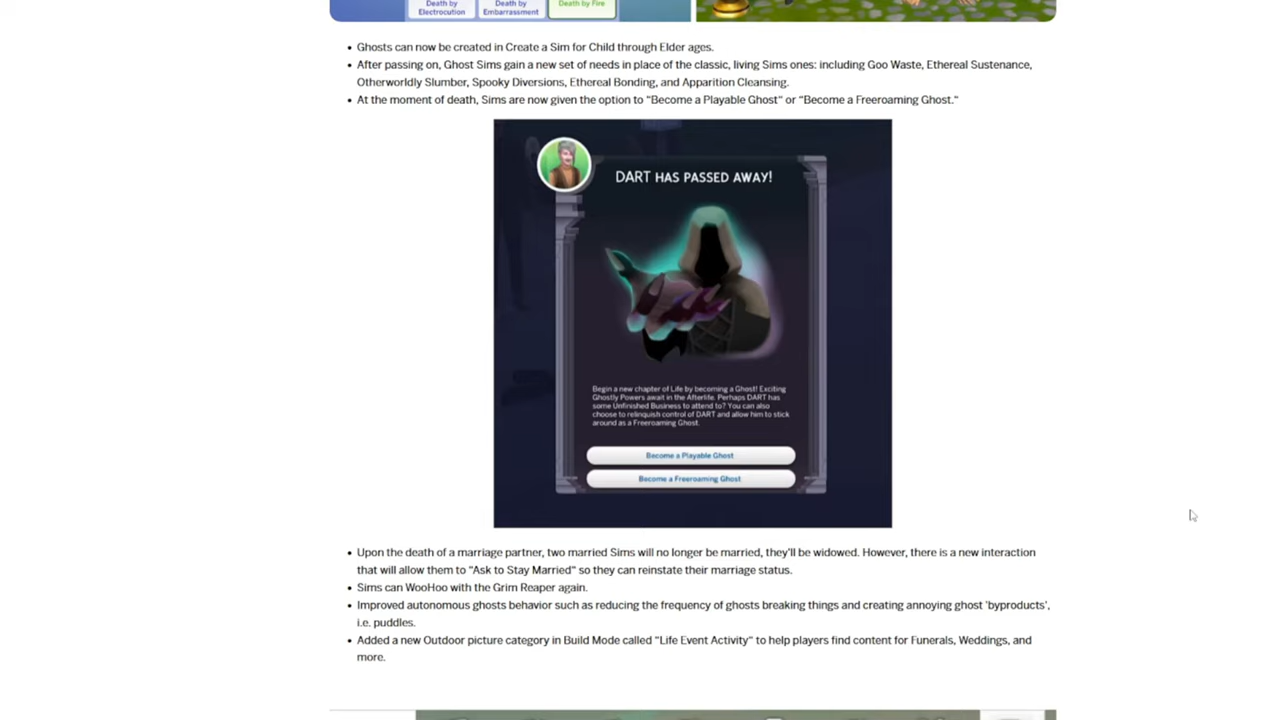 Death by
Electrocution
Death by
Embarrassment
Death by Fire
Ghosts can now be created in Create a Sim for Child through Elder ages.
After passing on, Ghost Sims gain a new set of needs in place of the classic, living Sims ones: including Goo Waste, Ethereal Sustenance,
Otherworldly Slumber, Spooky Diversions, Ethereal Bonding, and Apparition Cleansing.
At the moment of death, Sims are now given the option to "Become a Playable Ghost" or "Become a Freeroaming Ghost."
DART HAS PASSED AWAY!
Begin a new chapter of Life by becoming a Ghost! Exciting
Ghostly Powers await in the Afterlife. Perhaps DART has
some Unfinished Business to attend to? You can also
choose to relinquish control of DART and allow him to stick
around as a Freeroaming Ghost.
Become a Playable Ghost
Become a Freeroaming Ghost
Upon the death of a marriage partner, two married Sims will no longer be married, they'll be widowed. However, there is a new interaction
that will allow them to "Ask to Stay Married" so they can reinstate their marriage status.
Sims can WooHoo with the Grim Reaper again.
Improved autonomous ghosts behavior such as reducing the frequency of ghosts breaking things and creating annoying ghost 'byproducts',
i.e. puddles.
Added a new Outdoor picture category in Build Mode called "Life Event Activity" to help players find content for Funerals, Weddings, and
more.